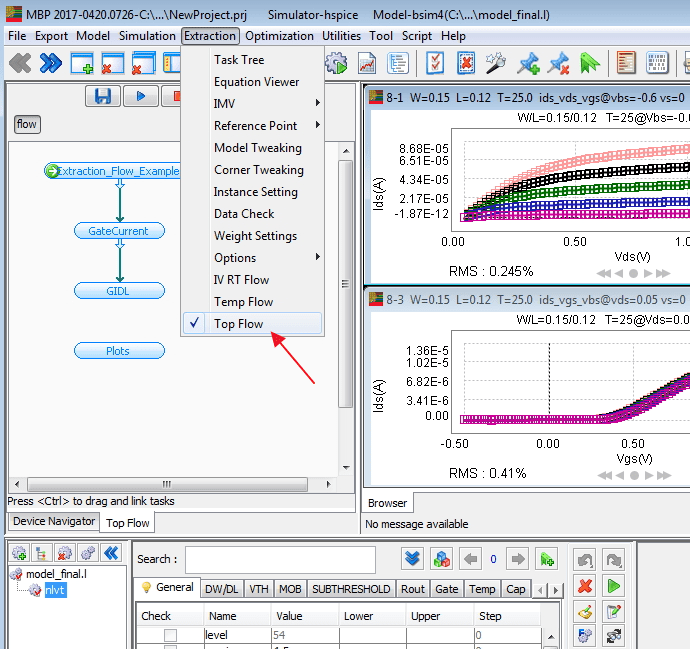 MBP 2017-0420.0726-C:\...\NewProject.prj Simulator-hspice Model-bsim4(C:\...\model_final.l)
File Export Model Simulation Extraction Optimization Utilities Tool Script Help
Task Tree
Equation Viewer
IMV
Reference Point
Model Tweaking
Corner Tweaking
Instance Setting
Data Check
Weight Settings
Options
IV RT Flow
Temp Flow
Top Flow
flow
Extraction_Flow_Example
GateCurrent
GIDL
Plots
Press <Ctrl> to drag and link tasks
Device Navigator Top Flow
8-1 W=0.15 L=0.12 T=25.0 ids_vds_vgs@vbs=-0.6 vs=0
W/L=0.15/0.12 T=25@Vbs=-0.
8.68E-05
6.51E-05
4.34E-05
2.17E-05
-1.87E-12
Ids(A)
0.00 0.50 1.0
Vds(V)
RMS : 0.245%
8-3 W=0.15 L=0.12 T=25.0 ids_vgs_vbs@vds=0.05 vs=0
W/L=0.15/0.12 T=25@Vds=0.0
1.36E-5
1.02E-5
6.82E-6
3.41E-6
0.00
Ids(A)
-0.50 0.00 0.50
Vgs(V)
RMS : 0.41%
Browser
No message available
model_final.l
nlvt
Search :
0
General DW/DL VTH MOB SUBTHRESHOLD Rout Gate Temp Cap
Check Name Value Lower Upper Step
level 54 0